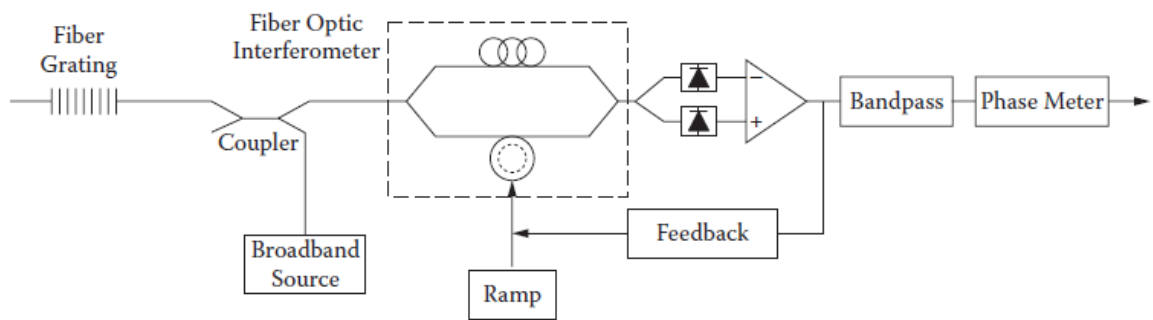 Fiber
Grating
Fiber Optic
Interferometer
Coupler
Broadband
Source
−
+
Bandpass
Phase Meter
Feedback
Ramp